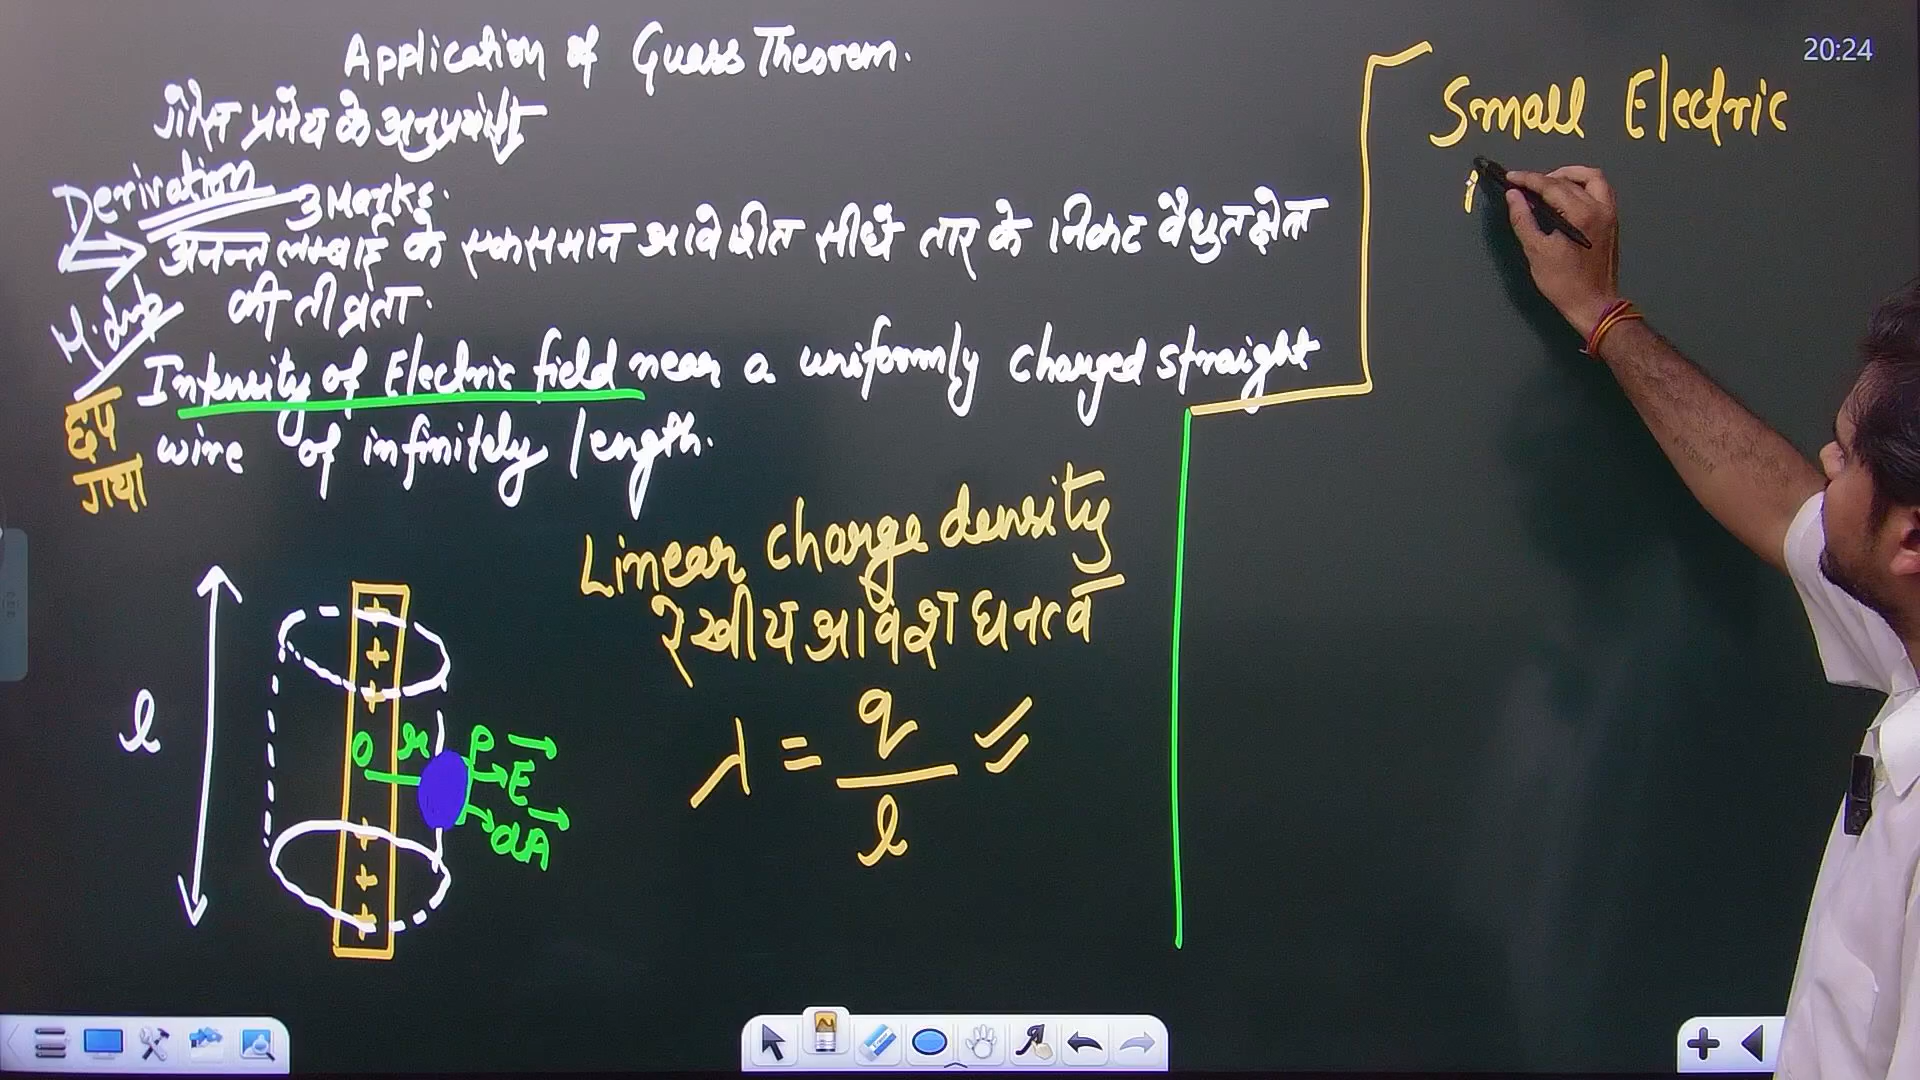 Application of Guass Theorem.
गॉस प्रमेय के अनुप्रयोग
Derivation 3 Marks.
अनन्त लम्बाई के एकसमान आवेशीत सीधे तार के निकट वैधुत क्षेत्र
की तीव्रता.
Intensity of Electric field near a uniformly charged straight
छप wire of infinitely length.
गया
Linear charge density
रेखीय आवेश घनत्व
λ = q/l
l
+
+
+
O r P
E
dA
+
+
+
Small Electric
20:24